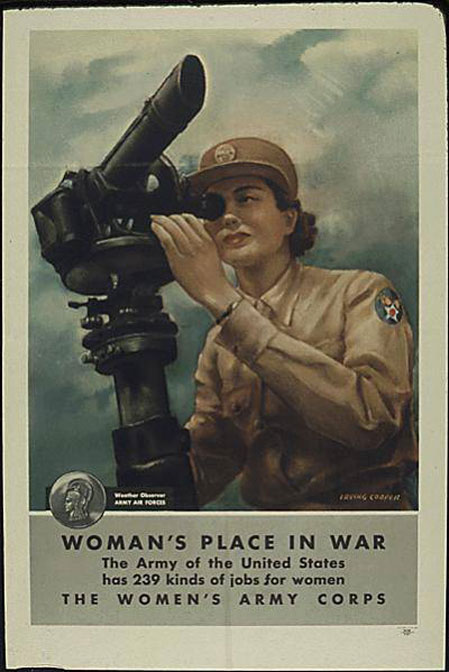 IRVING COOPER
Weather Observer
ARMY AIR FORCES
WOMAN'S PLACE IN WAR
The Army of the United States
has 239 kinds of jobs for women
THE WOMEN'S ARMY CORPS